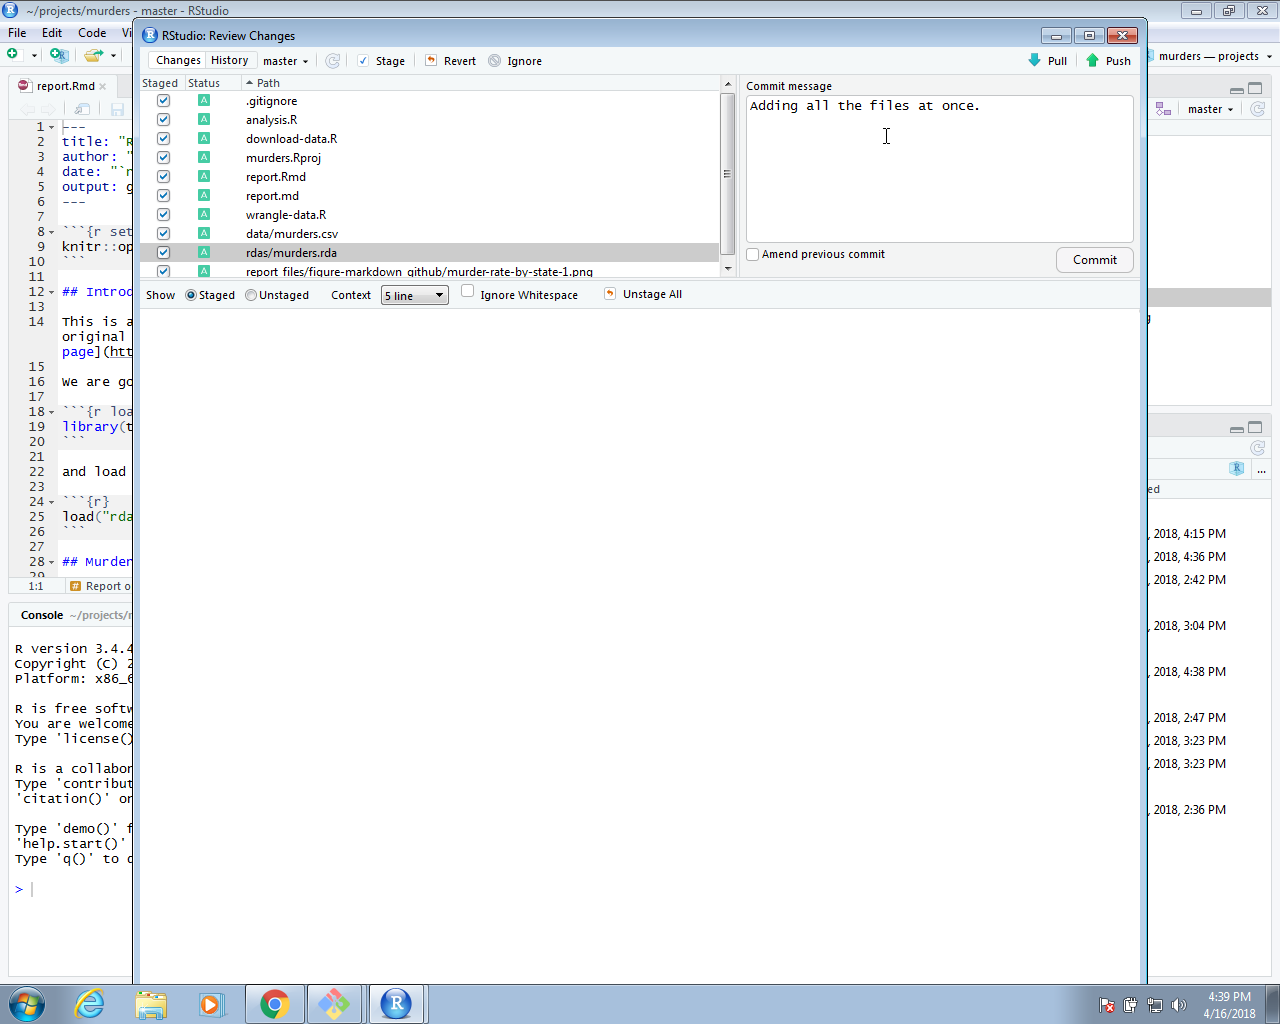 ~/projects/murders - master - RStudio
File Edit Code
RStudio: Review Changes
Changes History master Stage Revert Ignore Pull Push
murders — projects
report.Rmd
Staged Status Path
Commit message
master
.gitignore
analysis.R
download-data.R
murders.Rproj
report.Rmd
report.md
wrangle-data.R
data/murders.csv
rdas/murders.rda
report_files/figure-markdown_github/murder-rate-by-state-1.png
Adding all the files at once.
Amend previous commit
Commit
Show Staged Unstaged Context 5 line Ignore Whitespace Unstage All
1 ---
2 title: "R
3 author: "
4 date: "`r
5 output: g
6 ---
7
8 ```{r set
9 knitr::op
10 ```
11
12 ## Introd
13
14 This is a
original
page](htt
15
16 We are go
17
18 ```{r loa
19 library(t
20 ```
21
22 and load
23
24 ```{r}
25 load("rda
26 ```
27
28 ## Murder
29
1:1 # Report o
Console ~/projects/m
R version 3.4.4
Copyright (C) 2
Platform: x86_6
R is free softw
You are welcome
Type 'license()
R is a collabor
Type 'contribut
'citation()' on
Type 'demo()' f
'help.start()'
Type 'q()' to q
>
...
ed
, 2018, 4:15 PM
, 2018, 4:36 PM
, 2018, 2:42 PM
, 2018, 3:04 PM
, 2018, 4:38 PM
, 2018, 2:47 PM
, 2018, 3:23 PM
, 2018, 3:23 PM
, 2018, 2:36 PM
4:39 PM
4/16/2018